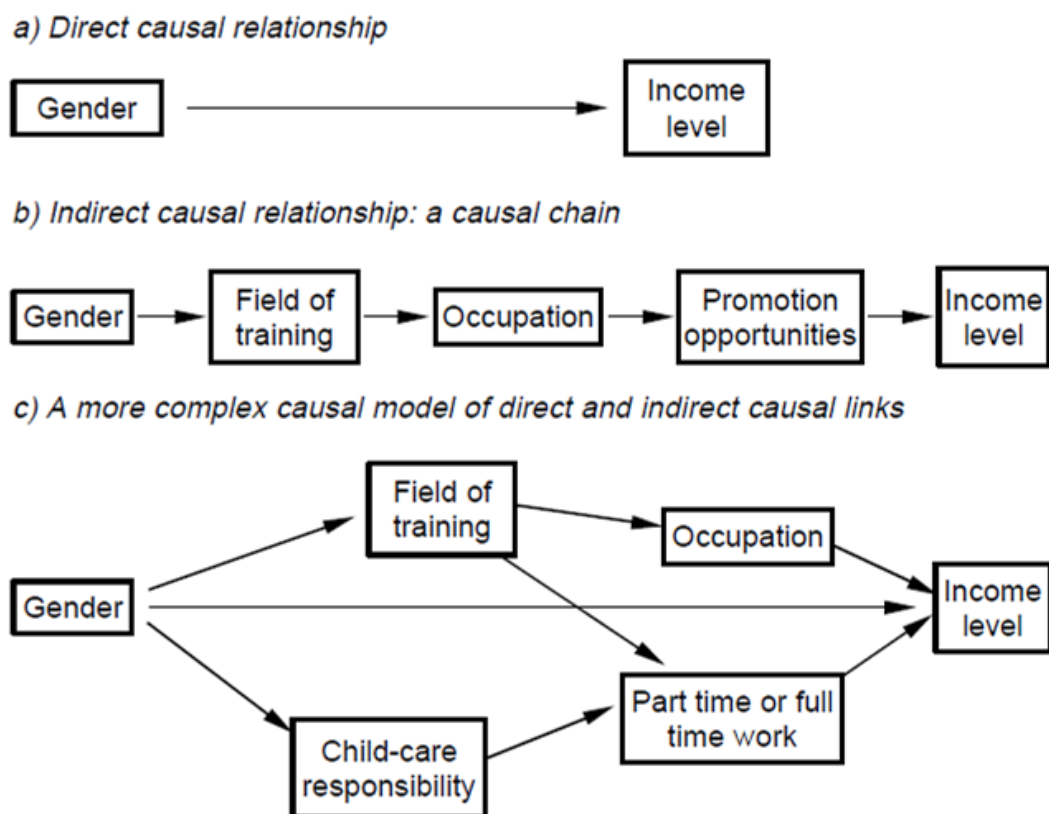 a) Direct causal relationship
Gender
Income
level
b) Indirect causal relationship: a causal chain
Gender
Field of
training
Occupation
Promotion
opportunities
Income
level
c) A more complex causal model of direct and indirect causal links
Field of
training
Occupation
Gender
Income
level
Part time or full
time work
Child-care
responsibility